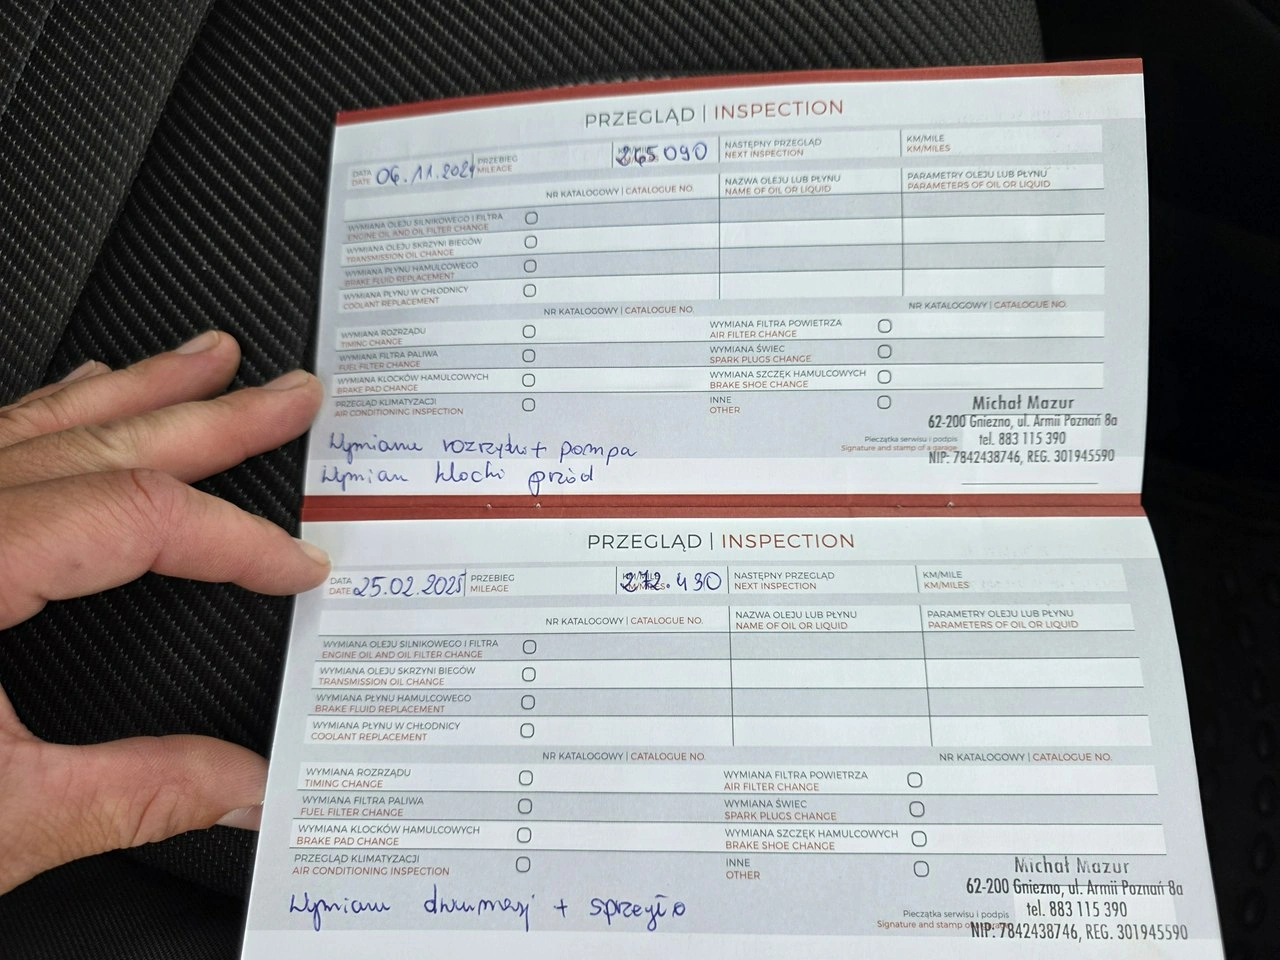 PRZEGLĄD | INSPECTION
DATA 06.11.2024 PRZEBIEG 265090 NASTĘPNY PRZEGLĄD KM/MILE
DATE MILEAGE NEXT INSPECTION KM/MILES
NR KATALOGOWY | CATALOGUE NO. NAZWA OLEJU LUB PŁYNU PARAMETRY OLEJU LUB PŁYNU
NAME OF OIL OR LIQUID PARAMETERS OF OIL OR LIQUID
WYMIANA OLEJU SILNIKOWEGO I FILTRA
ENGINE OIL AND OIL FILTER CHANGE
WYMIANA OLEJU SKRZYNI BIEGÓW
TRANSMISSION OIL CHANGE
WYMIANA PŁYNU HAMULCOWEGO
BRAKE FLUID REPLACEMENT
WYMIANA PŁYNU W CHŁODNICY
COOLANT REPLACEMENT
NR KATALOGOWY | CATALOGUE NO. NR KATALOGOWY | CATALOGUE NO.
WYMIANA ROZRZĄDU WYMIANA FILTRA POWIETRZA
TIMING CHANGE AIR FILTER CHANGE
WYMIANA FILTRA PALIWA WYMIANA ŚWIEC
FUEL FILTER CHANGE SPARK PLUGS CHANGE
WYMIANA KLOCKÓW HAMULCOWYCH WYMIANA SZCZĘK HAMULCOWYCH
BRAKE PAD CHANGE BRAKE SHOE CHANGE
PRZEGLĄD KLIMATYZACJI INNE
AIR CONDITIONING INSPECTION OTHER
Michał Mazur
62-200 Gniezno, ul. Armii Poznań 8a
Pieczątka serwisu i podpis tel. 883 115 390
Signature and stamp of a NIP: 7842438746, REG. 301945590
Wymiana rozrządu + pompa
Wymian klocki przód
PRZEGLĄD | INSPECTION
DATA 25.02.2025 PRZEBIEG 272.490 NASTĘPNY PRZEGLĄD KM/MILE
DATE MILEAGE NEXT INSPECTION KM/MILES
NR KATALOGOWY | CATALOGUE NO. NAZWA OLEJU LUB PŁYNU PARAMETRY OLEJU LUB PŁYNU
NAME OF OIL OR LIQUID PARAMETERS OF OIL OR LIQUID
WYMIANA OLEJU SILNIKOWEGO I FILTRA
ENGINE OIL AND OIL FILTER CHANGE
WYMIANA OLEJU SKRZYNI BIEGÓW
TRANSMISSION OIL CHANGE
WYMIANA PŁYNU HAMULCOWEGO
BRAKE FLUID REPLACEMENT
WYMIANA PŁYNU W CHŁODNICY
COOLANT REPLACEMENT
NR KATALOGOWY | CATALOGUE NO. NR KATALOGOWY | CATALOGUE NO.
WYMIANA ROZRZĄDU WYMIANA FILTRA POWIETRZA
TIMING CHANGE AIR FILTER CHANGE
WYMIANA FILTRA PALIWA WYMIANA ŚWIEC
FUEL FILTER CHANGE SPARK PLUGS CHANGE
WYMIANA KLOCKÓW HAMULCOWYCH WYMIANA SZCZĘK HAMULCOWYCH
BRAKE PAD CHANGE BRAKE SHOE CHANGE
PRZEGLĄD KLIMATYZACJI INNE
AIR CONDITIONING INSPECTION OTHER
Michał Mazur
62-200 Gniezno, ul. Armii Poznań 8a
Pieczątka serwisu i podpis tel. 883 115 390
Signature and stamp of NIP: 7842438746, REG. 301945590
Wymiana dwumasy + sprzęgło